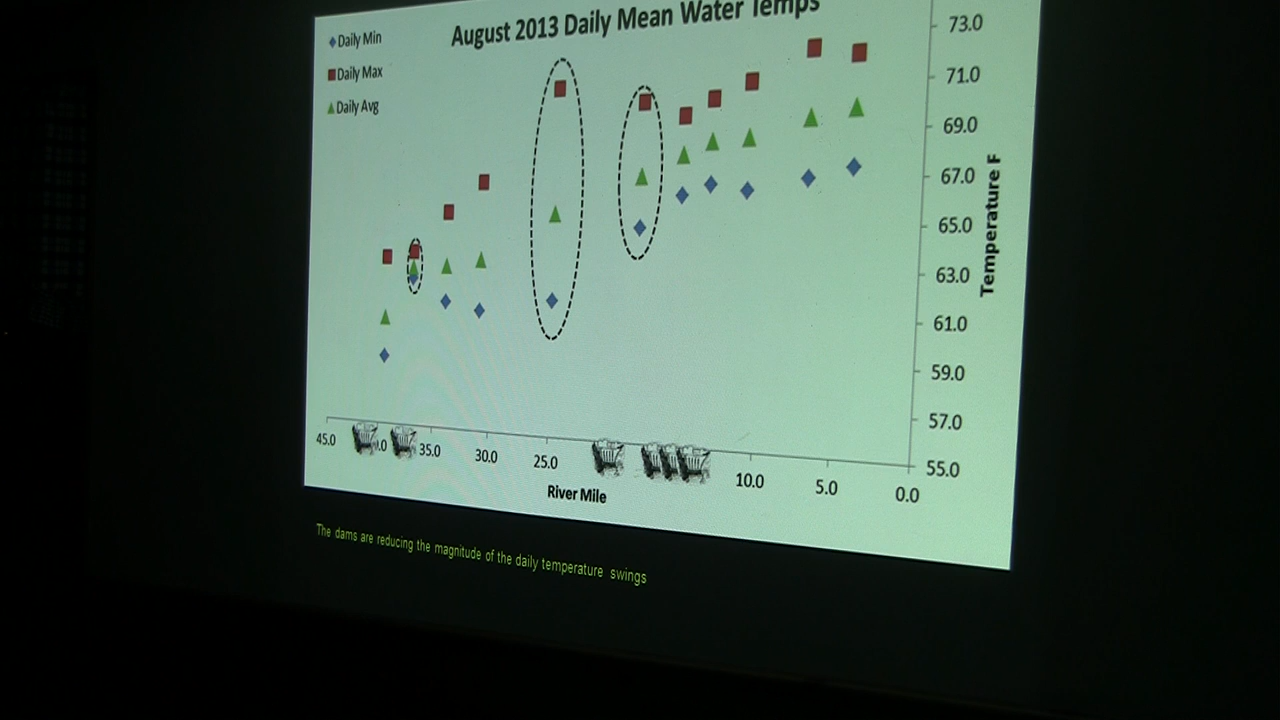 August 2013 Daily Mean Water Temps
Daily Min
Daily Max
Daily Avg
73.0
71.0
69.0
67.0
65.0
63.0
61.0
59.0
57.0
55.0
Temperature F
45.0
.0
35.0
30.0
25.0
10.0
5.0
0.0
River Mile
The dams are reducing the magnitude of the daily temperature swings